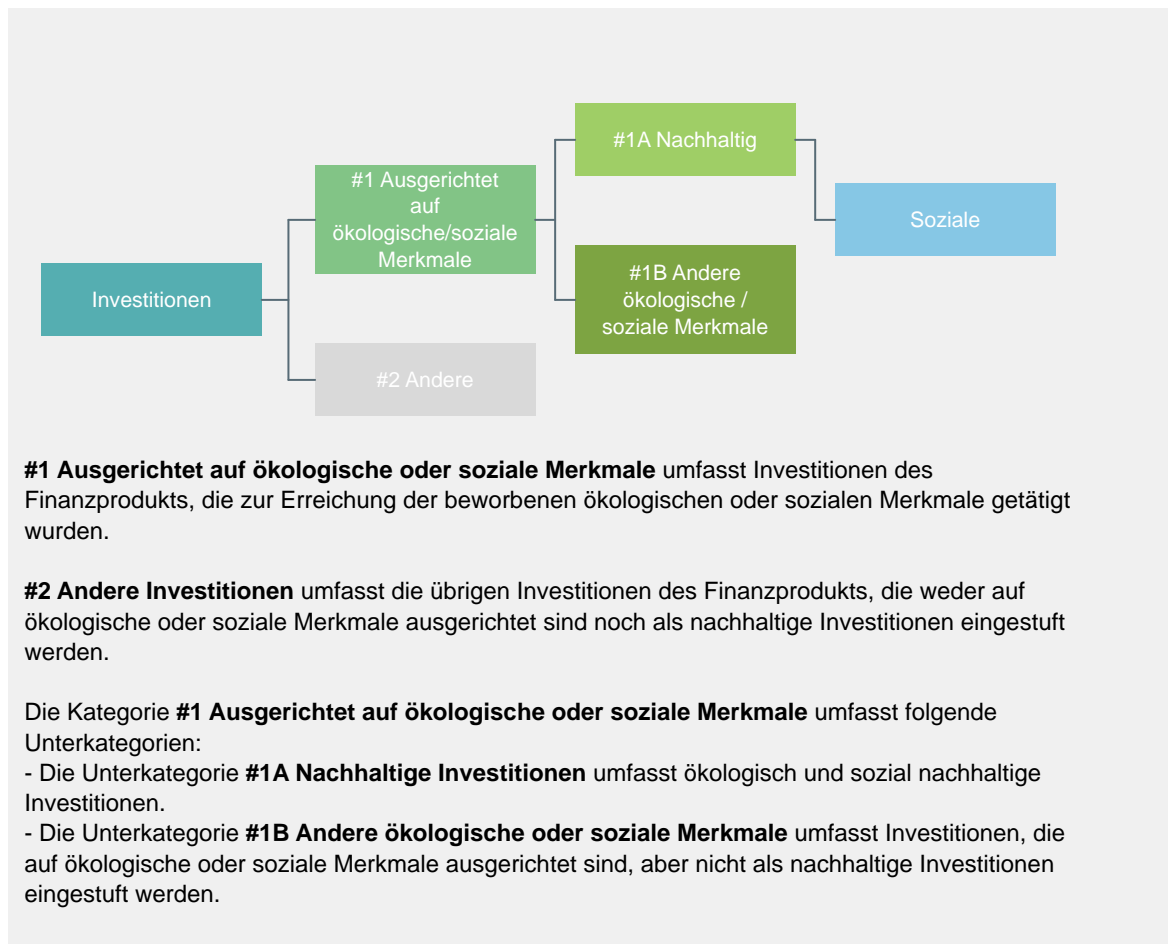 #1A Nachhaltig
#1 Ausgerichtet
auf
ökologische/soziale
Merkmale
Soziale
#1B Andere
ökologische /
soziale Merkmale
Investitionen
#2 Andere
#1 Ausgerichtet auf ökologische oder soziale Merkmale umfasst Investitionen des
Finanzprodukts, die zur Erreichung der beworbenen ökologischen oder sozialen Merkmale getätigt
wurden.
#2 Andere Investitionen umfasst die übrigen Investitionen des Finanzprodukts, die weder auf
ökologische oder soziale Merkmale ausgerichtet sind noch als nachhaltige Investitionen eingestuft
werden.
Die Kategorie #1 Ausgerichtet auf ökologische oder soziale Merkmale umfasst folgende
Unterkategorien:
- Die Unterkategorie #1A Nachhaltige Investitionen umfasst ökologisch und sozial nachhaltige
Investitionen.
- Die Unterkategorie #1B Andere ökologische oder soziale Merkmale umfasst Investitionen, die
auf ökologische oder soziale Merkmale ausgerichtet sind, aber nicht als nachhaltige Investitionen
eingestuft werden.